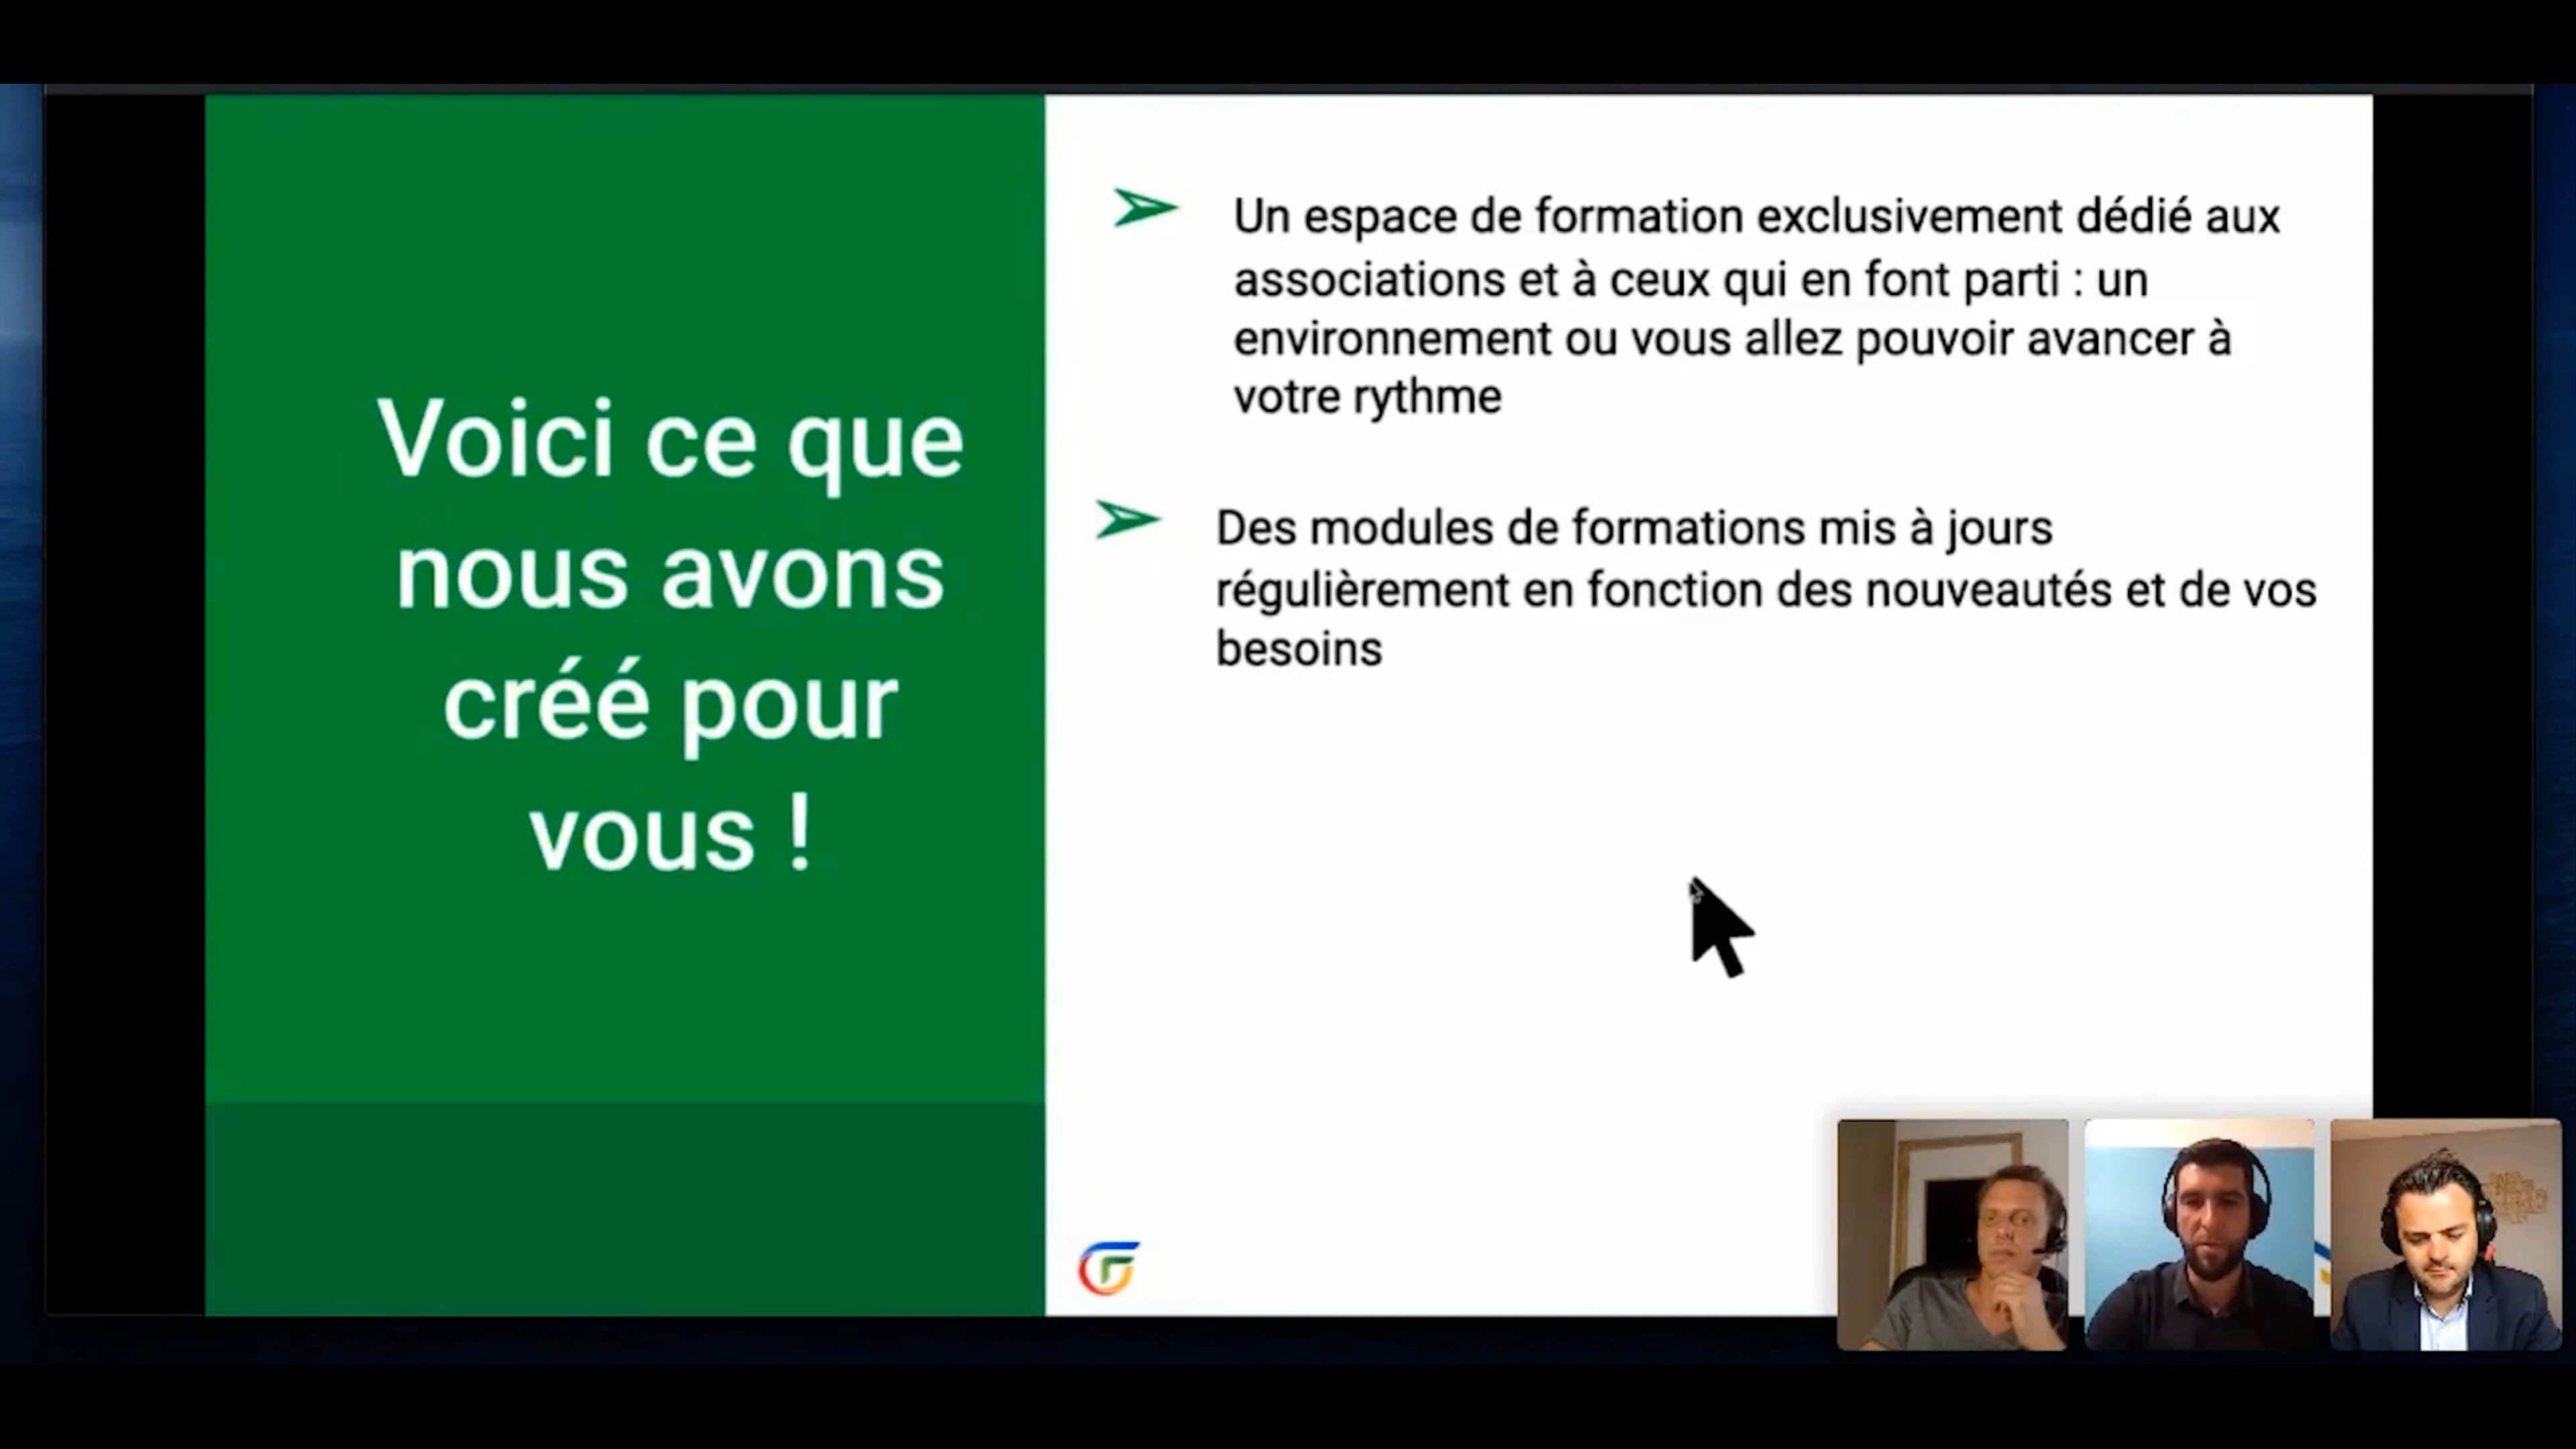 Voici ce que
nous avons
créé pour
vous !
Un espace de formation exclusivement dédié aux
associations et à ceux qui en font parti : un
environnement ou vous allez pouvoir avancer à
votre rythme
Des modules de formations mis à jours
régulièrement en fonction des nouveautés et de vos
besoins